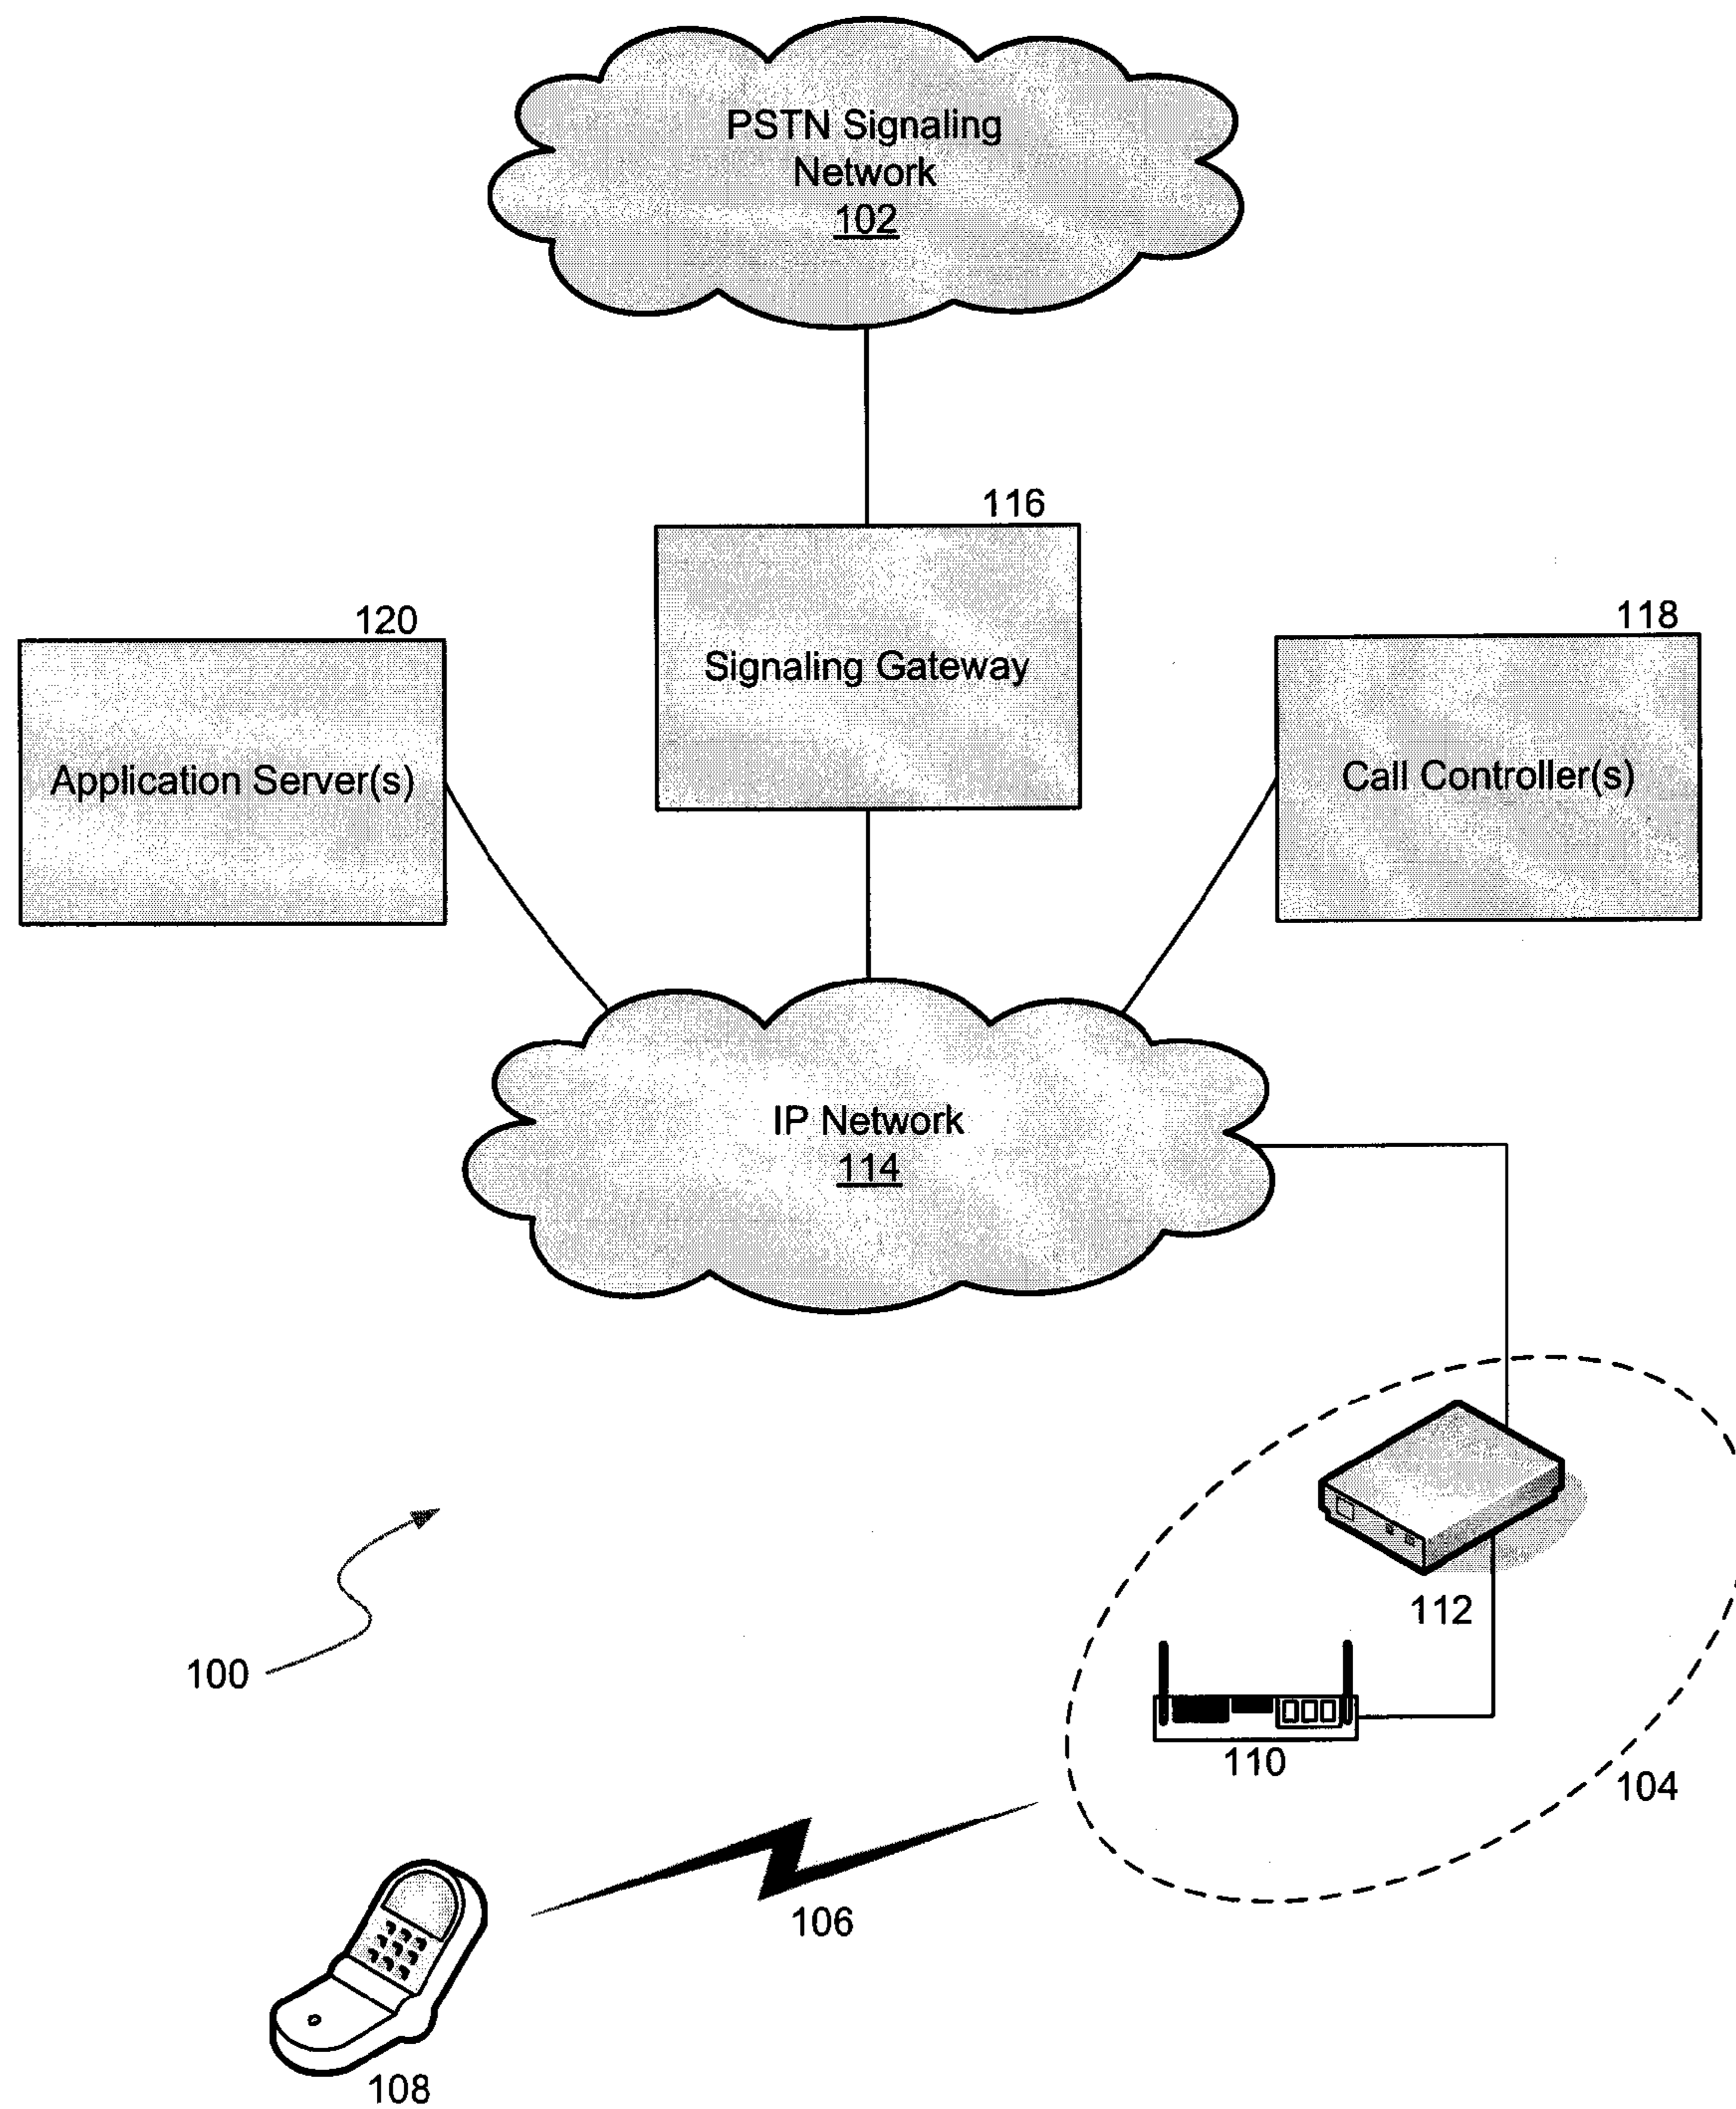 PSTN Signaling
Network
102
116
Signaling Gateway
120
Application Server(s)
118
Call Controller(s)
IP Network
114
112
100
110
104
106
108